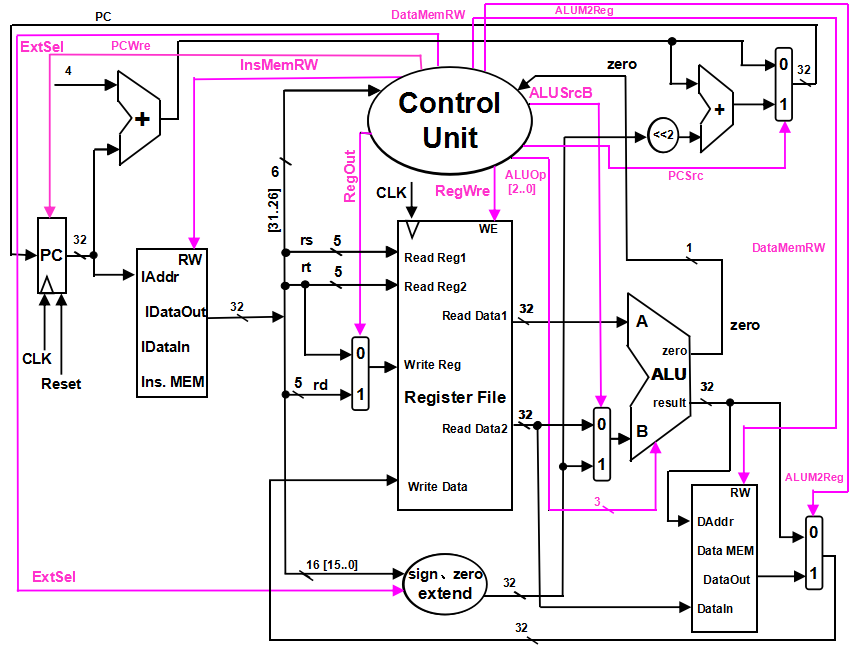 PC
DataMemRW
ALUM2Reg
ExtSel
PCWre
InsMemRW
4
+
Control
Unit
zero
ALUSrcB
<<2
+
0
1
32
PCSrc
6
[31..26]
RegOut
CLK
RegWre
ALUOp
[2..0]
DataMemRW
PC
32
CLK
Reset
RW
IAddr
IDataOut
IDataIn
Ins. MEM
32
rs
5
rt
5
5
rd
0
1
WE
Read Reg1
Read Reg2
Read Data1
Write Reg
Register File
Read Data2
Write Data
32
32
1
zero
A
zero
ALU
result
B
32
0
1
3
RW
DAddr
Data MEM
DataOut
DataIn
ALUM2Reg
0
1
ExtSel
16 [15..0]
sign、zero
extend
32
32